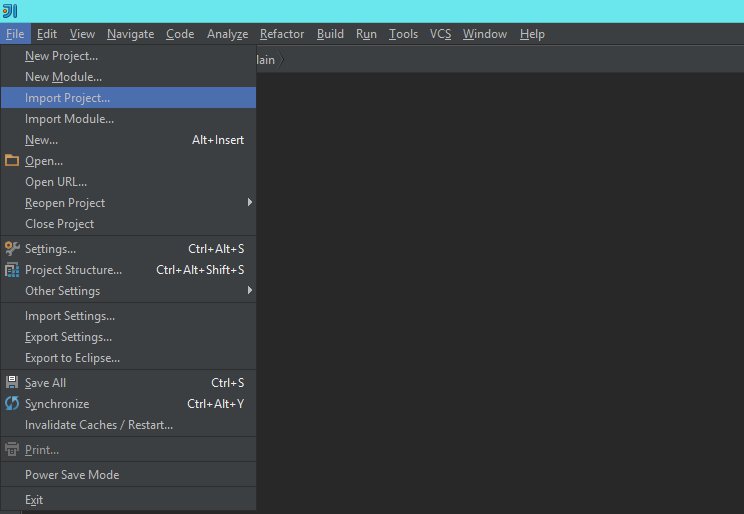 File Edit View Navigate Code Analyze Refactor Build Run Tools VCS Window Help
New Project...
New Module...
Import Project...
Import Module...
New... Alt+Insert
Open...
Open URL...
Reopen Project
Close Project
Settings... Ctrl+Alt+S
Project Structure... Ctrl+Alt+Shift+S
Other Settings
Import Settings...
Export Settings...
Export to Eclipse...
Save All Ctrl+S
Synchronize Ctrl+Alt+Y
Invalidate Caches / Restart...
Print...
Power Save Mode
Exit